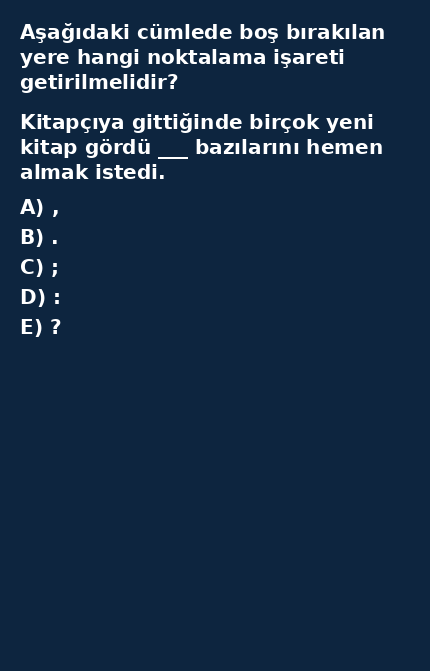 Aşağıdaki cümlede boş bırakılan
yere hangi noktalama işareti
getirilmelidir?
Kitapçıya gittiğinde birçok yeni
kitap gördü ___ bazılarını hemen
almak istedi.
A) ,
B) .
C) ;
D) :
E) ?